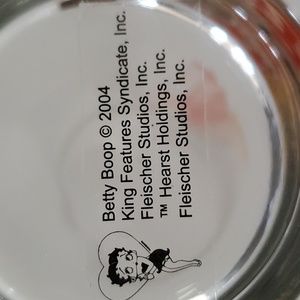 Betty Boop © 2004
King Features Syndicate, Inc.
Fleischer Studios, Inc.
™ Hearst Holdings, Inc.
Fleischer Studios, Inc.